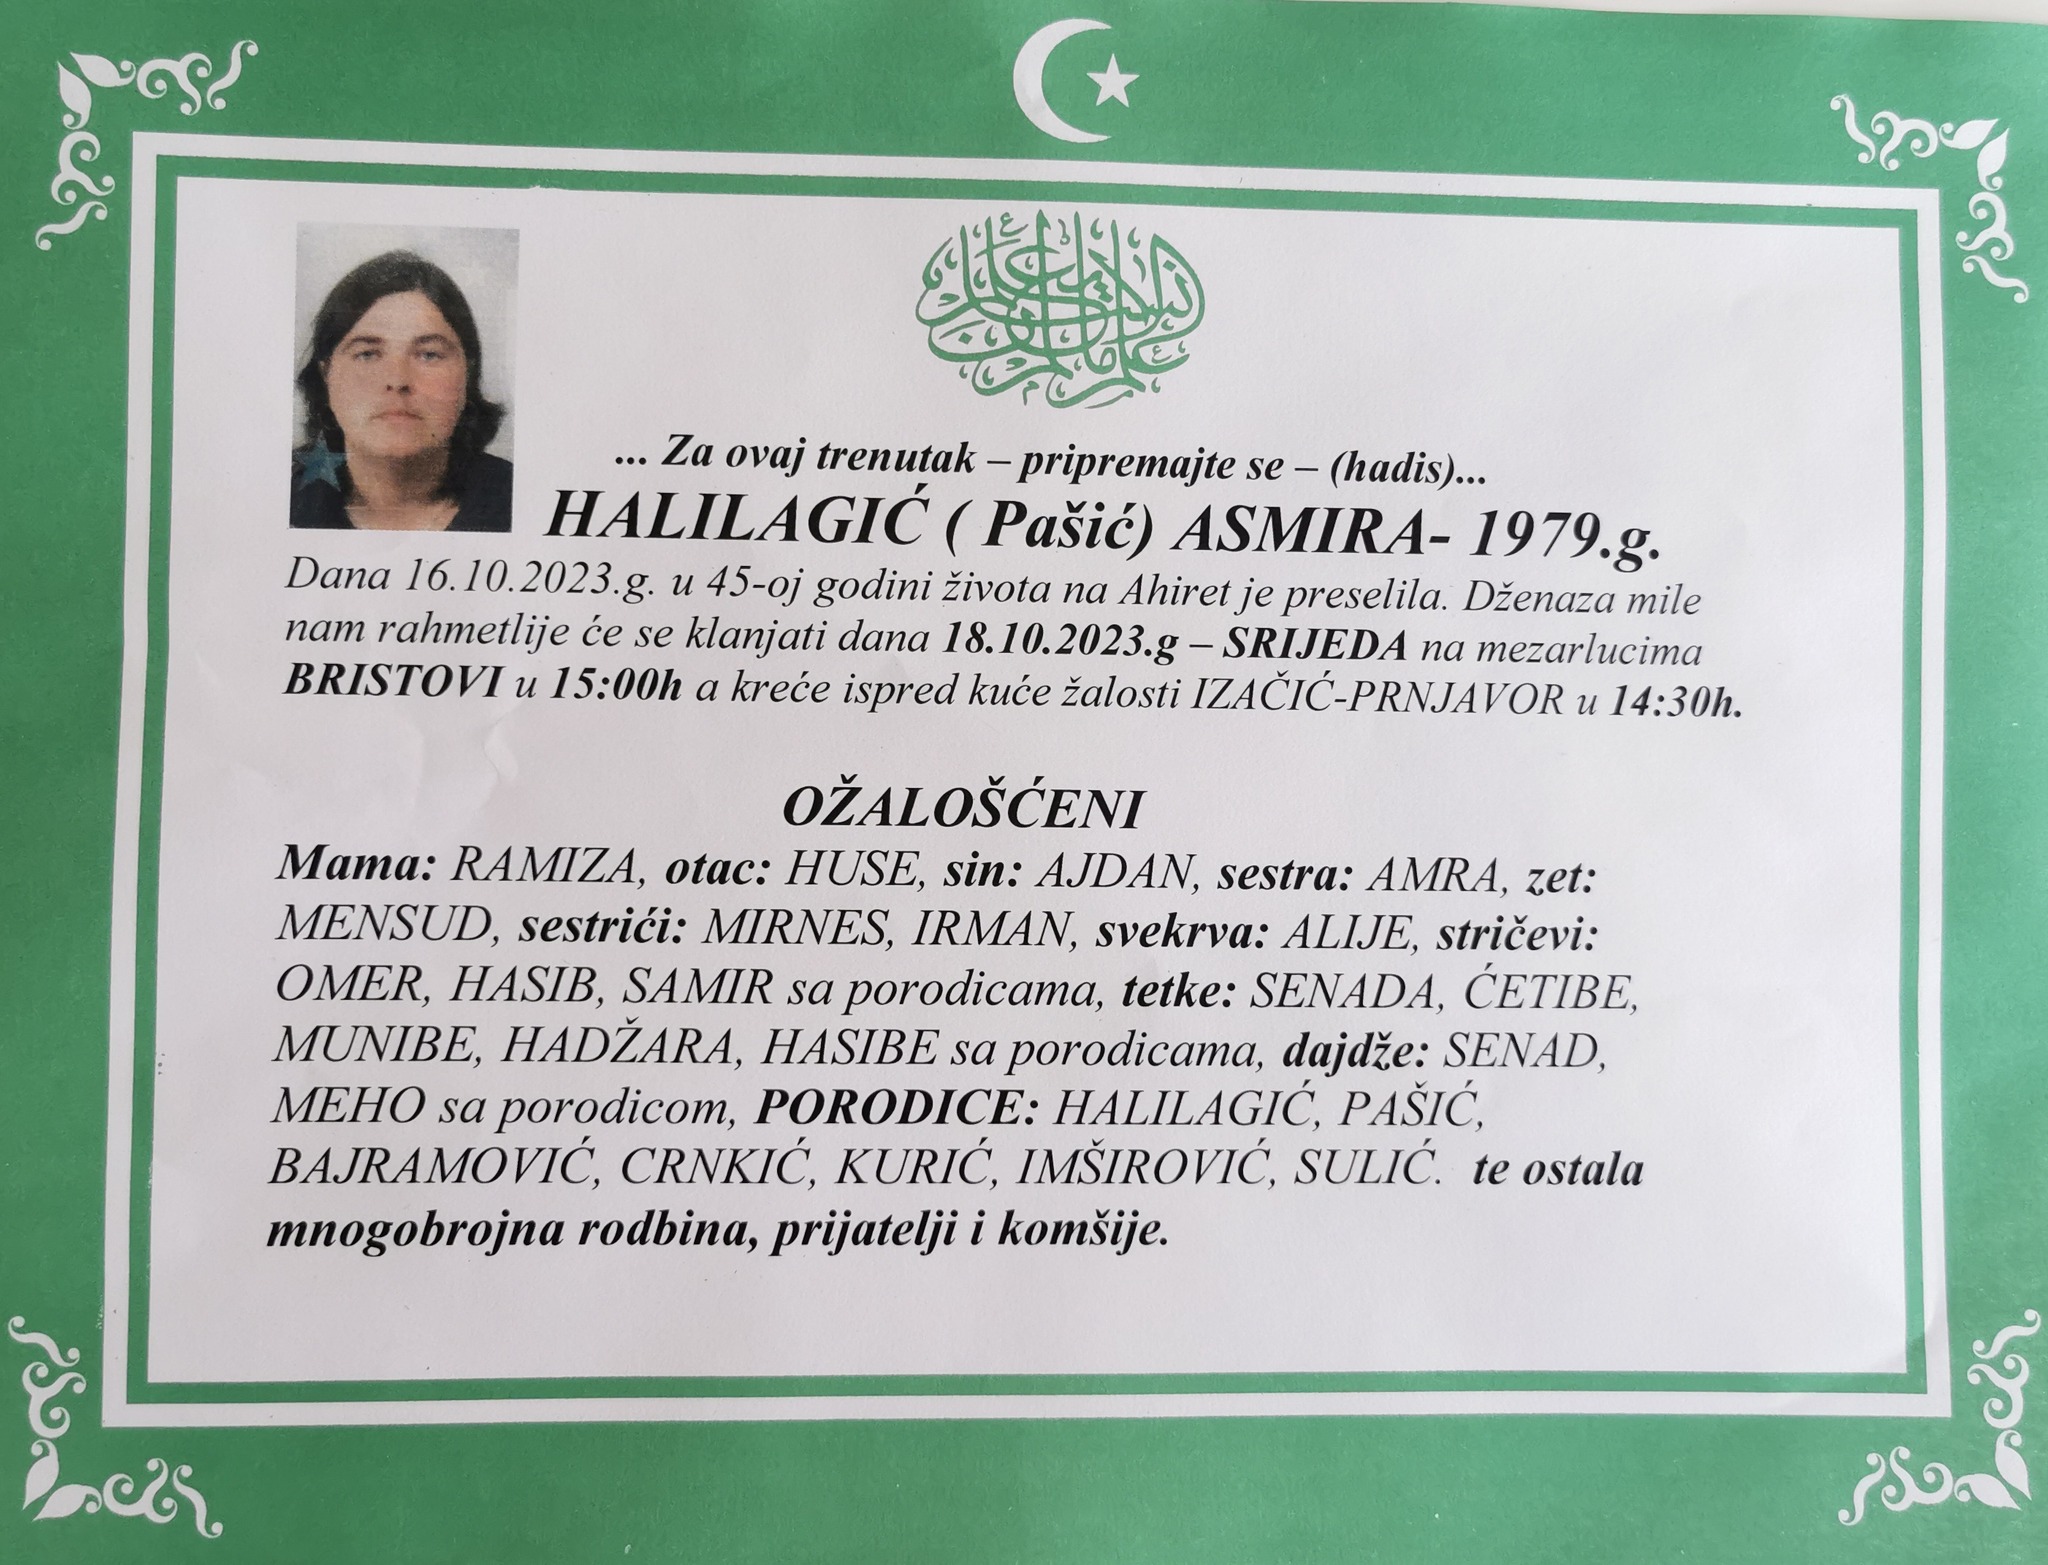 ... Za ovaj trenutak – pripremajte se – (hadis)...
HALILAGIĆ ( Pašić) ASMIRA- 1979.g.
Dana 16.10.2023.g. u 45-oj godini života na Ahiret je preselila. Dženaza mile
nam rahmetlije će se klanjati dana 18.10.2023.g – SRIJEDA na mezarlucima
BRISTOVI u 15:00h a kreće ispred kuće žalosti IZAČIĆ-PRNJAVOR u 14:30h.
OŽALOŠĆENI
Mama: RAMIZA, otac: HUSE, sin: AJDAN, sestra: AMRA, zet:
MENSUD, sestrići: MIRNES, IRMAN, svekrva: ALIJE, stričevi:
OMER, HASIB, SAMIR sa porodicama, tetke: SENADA, ĆETIBE,
MUNIBE, HADŽARA, HASIBE sa porodicama, dajdže: SENAD,
MEHO sa porodicom, PORODICE: HALILAGIĆ, PAŠIĆ,
BAJRAMOVIĆ, CRNKIĆ, KURIĆ, IMŠIROVIĆ, SULIĆ. te ostala
mnogobrojna rodbina, prijatelji i komšije.